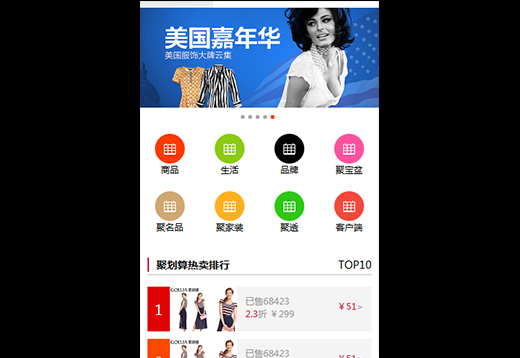 美国嘉年华
美国服饰大牌云集
商品 生活 品牌 聚宝盆
聚名品 聚家装 聚透 客户端
聚划算热卖排行 TOP10
1
GOELIA
已售68423
2.3折 ¥299
¥51>
GOELIA
已售68423
¥51>